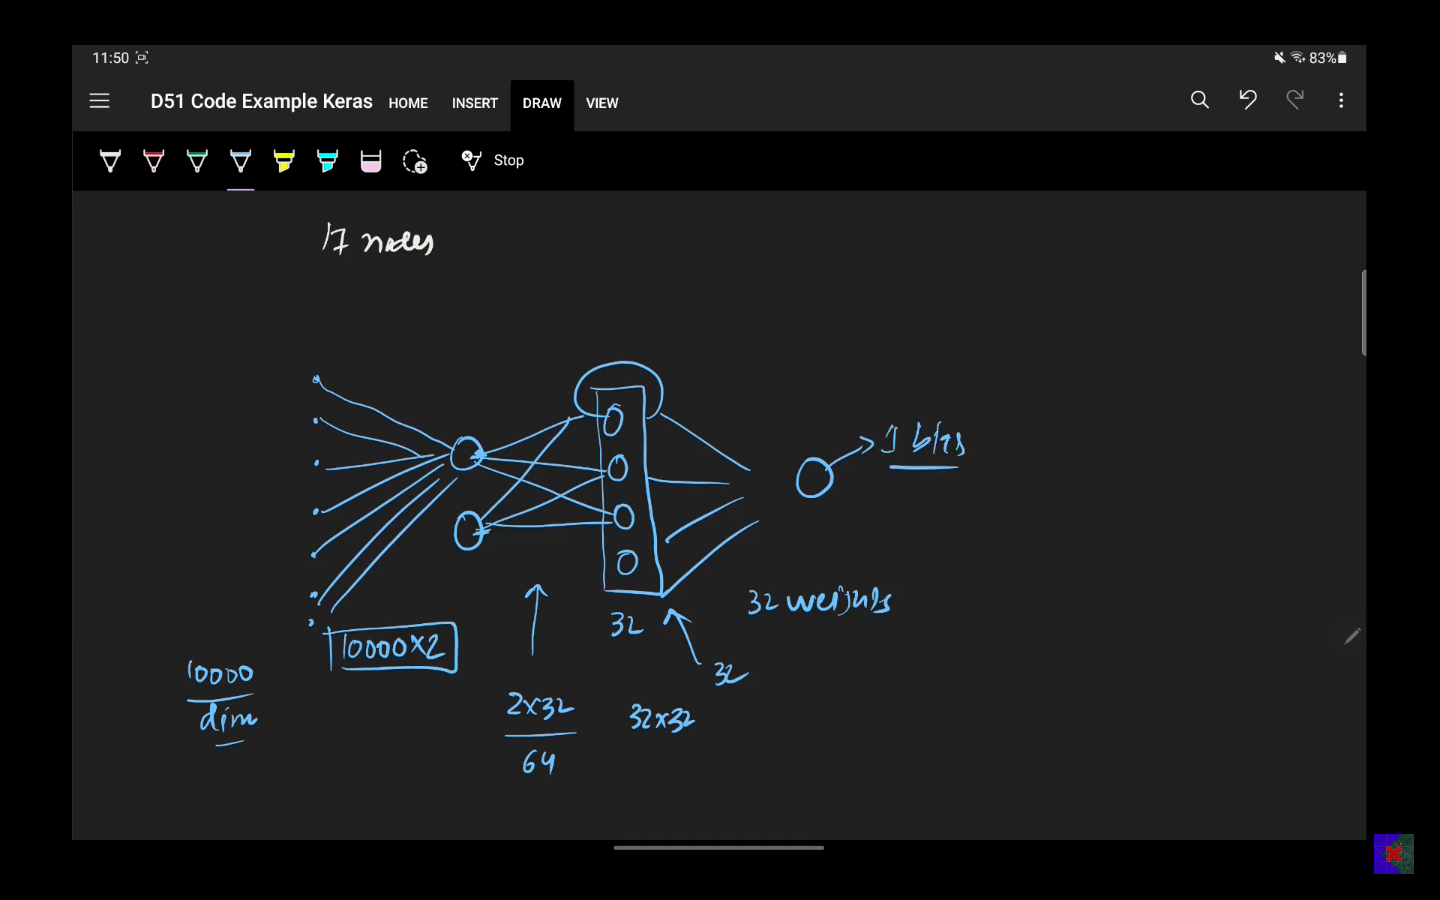 11:50
83%
D51 Code Example Keras
HOME
INSERT
DRAW
VIEW
Stop
17 nodes
1 bias
32 weights
32
10000x2
10000
dim
32
2x32
64
32x32